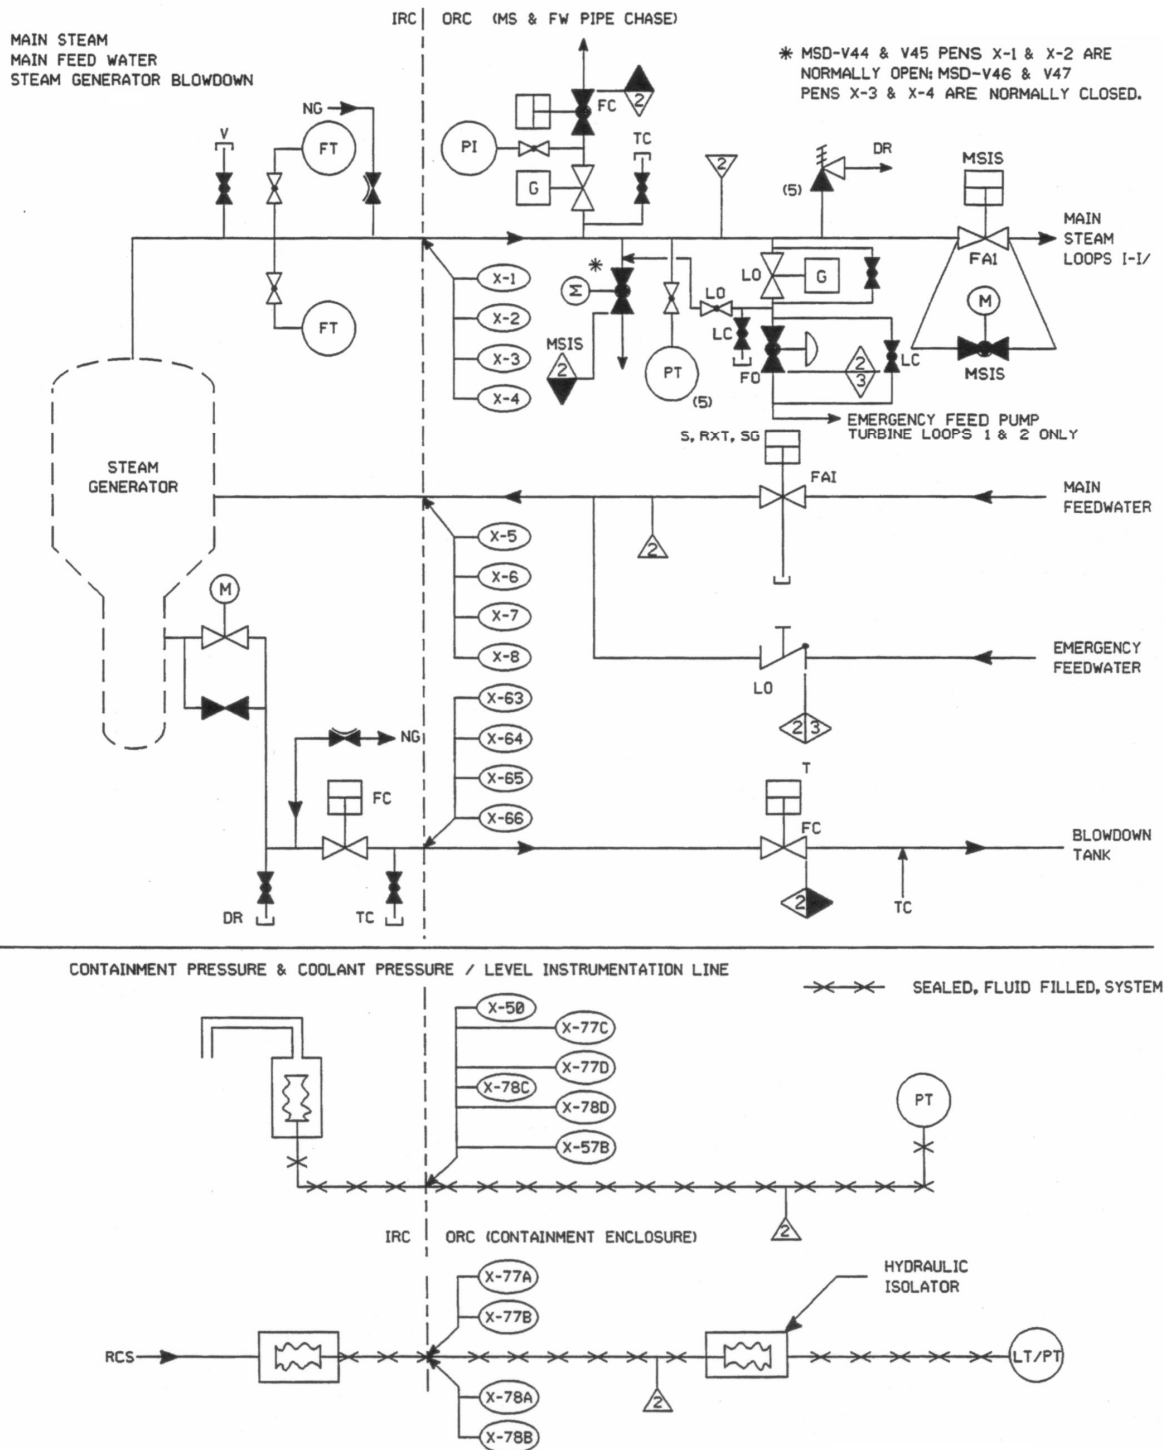 IRC ORC (MS & FW PIPE CHASE)
MAIN STEAM
MAIN FEED WATER
STEAM GENERATOR BLOWDOWN
* MSD-V44 & V45 PENS X-1 & X-2 ARE
NORMALLY OPEN; MSD-V46 & V47
PENS X-3 & X-4 ARE NORMALLY CLOSED.
NG
FC
2
V
FT
PI
TC
2
DR
MSIS
G
(5)
MAIN
STEAM
LOOPS I-I/
FAI
*
X-1
LO
G
X-2
LO
M
FT
MSIS
LC
X-3
2
PT
FO
2
3
LC
MSIS
X-4
(5)
EMERGENCY FEED PUMP
TURBINE LOOPS 1 & 2 ONLY
S, RXT, SG
STEAM
GENERATOR
FAI
MAIN
FEEDWATER
X-5
2
X-6
M
X-7
X-8
EMERGENCY
FEEDWATER
LO
X-63
2 3
NG
X-64
X-65
T
FC
X-66
FC
BLOWDOWN
TANK
2
DR
TC
TC
CONTAINMENT PRESSURE & COOLANT PRESSURE / LEVEL INSTRUMENTATION LINE
SEALED, FLUID FILLED, SYSTEM
X-50
X-77C
X-77D
X-78C
X-78D
PT
X-57B
2
IRC ORC (CONTAINMENT ENCLOSURE)
X-77A
HYDRAULIC
ISOLATOR
X-77B
RCS
LT/PT
2
X-78A
X-78B